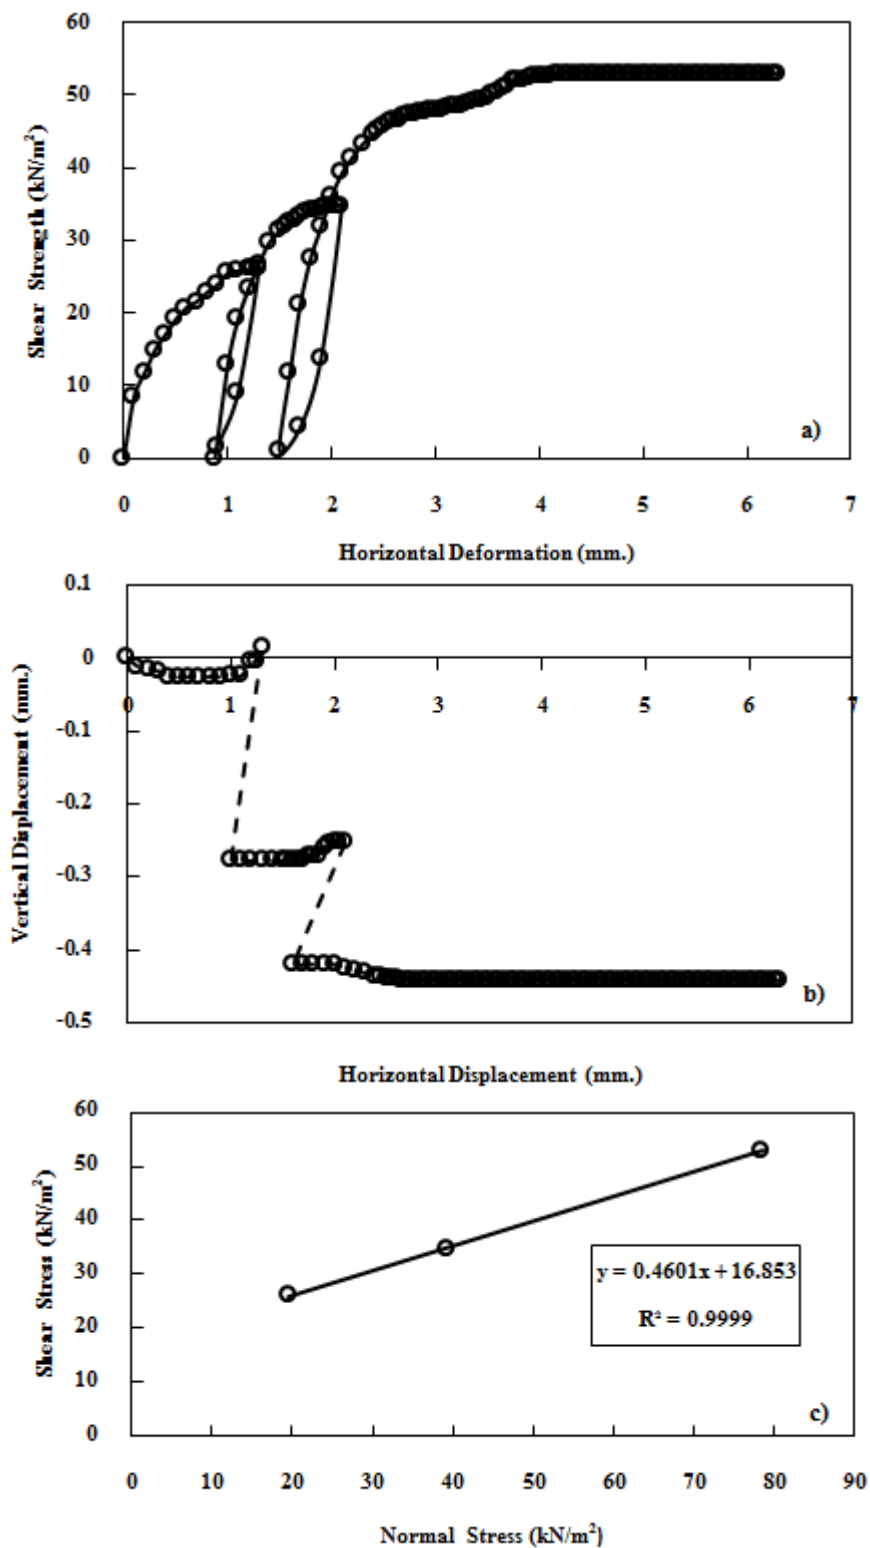 60
50
40
30
20
10
0
Shear Strength (kN/m²)
a)
0 1 2 3 4 5 6 7
Horizontal Deformation (mm.)
0.1
0
-0.1
-0.2
-0.3
-0.4
-0.5
Vertical Displacement (mm.)
0 1 2 3 4 5 6 7
b)
Horizontal Displacement (mm.)
60
50
40
30
20
10
0
Shear Stress (kN/m²)
y = 0.4601x + 16.853
R² = 0.9999
c)
0 10 20 30 40 50 60 70 80 90
Normal Stress (kN/m²)